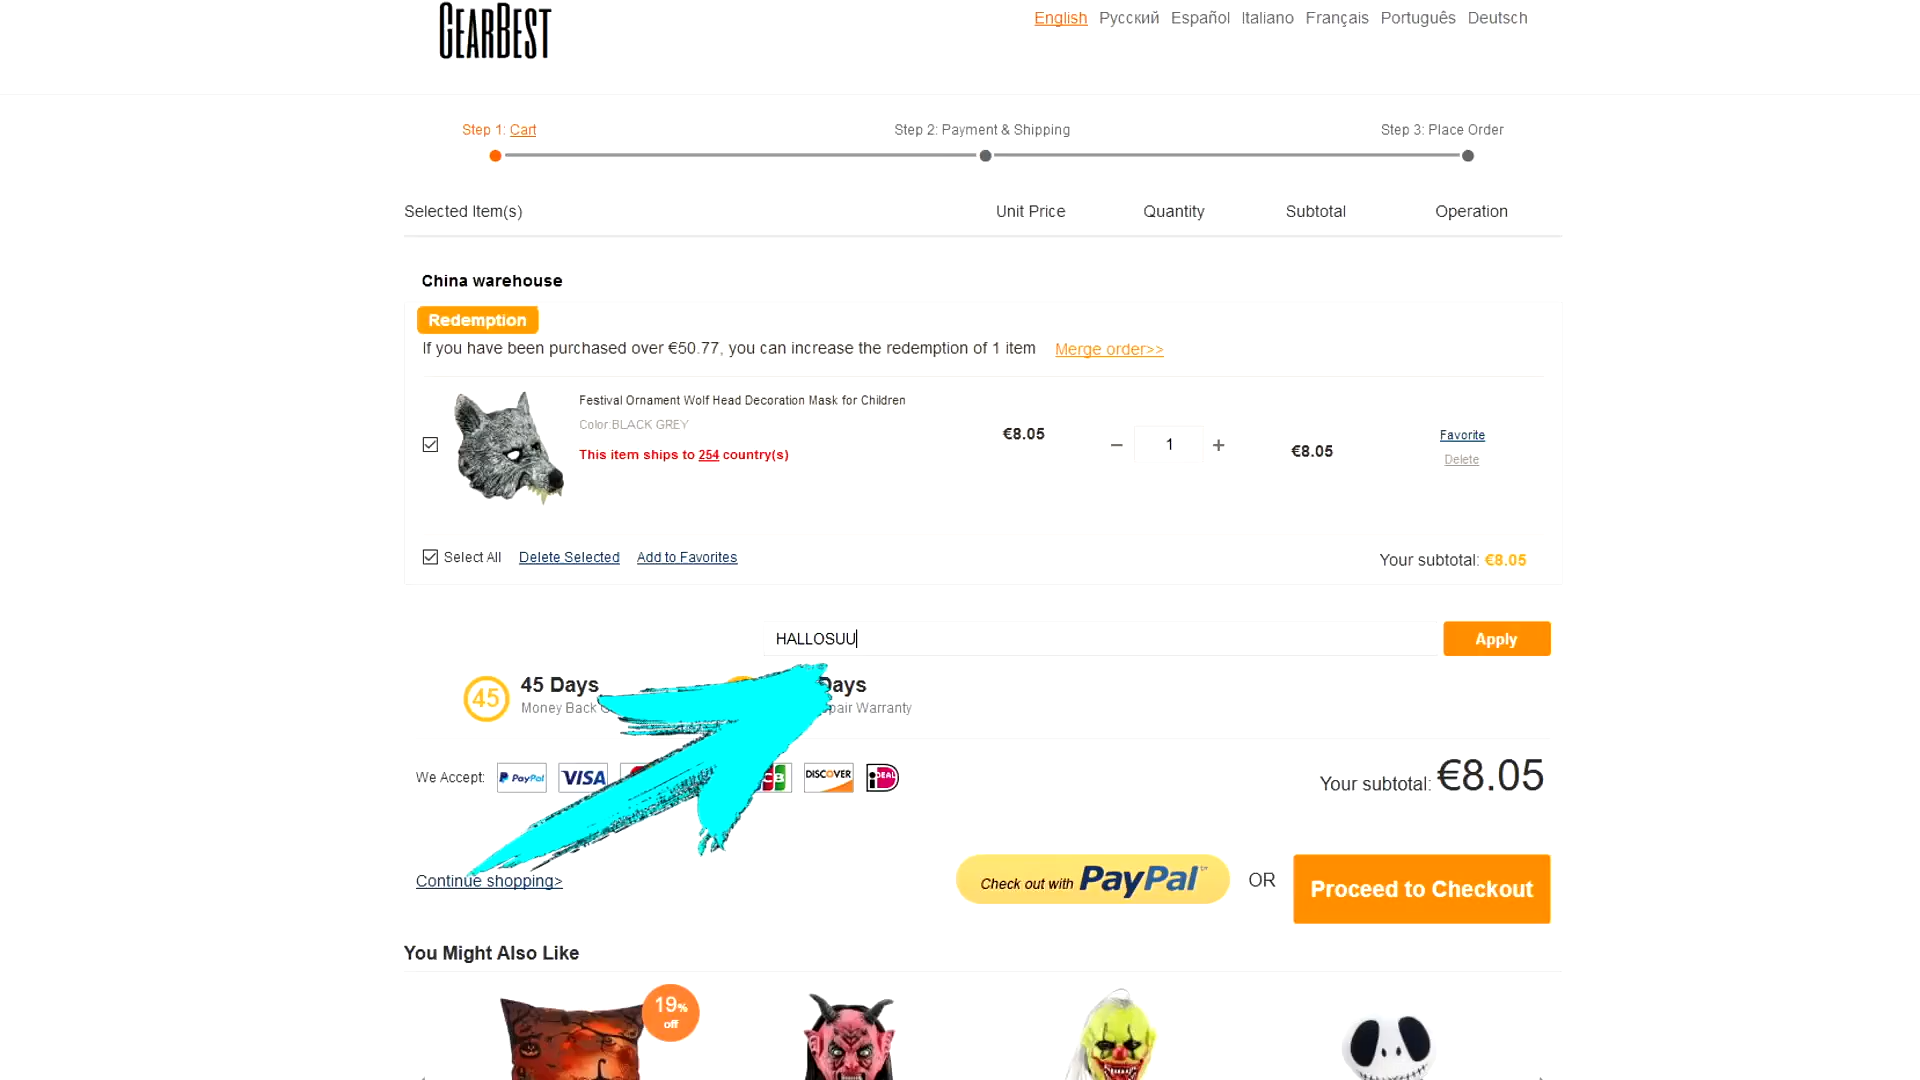 GEARBEST
English Русский Español Italiano Français Português Deutsch
Step 1: Cart
Step 2: Payment & Shipping
Step 3: Place Order
Selected Item(s) Unit Price Quantity Subtotal Operation
China warehouse
Redemption
If you have been purchased over €50.77, you can increase the redemption of 1 item Merge order>>
Festival Ornament Wolf Head Decoration Mask for Children
Color:BLACK GREY
This item ships to 254 country(s)
€8.05
1
€8.05
Favorite
Delete
Select All Delete Selected Add to Favorites
Your subtotal: €8.05
HALLOSUU
Apply
45
45 Days
Money Back
Days
Warranty
We Accept: PayPal VISA DISCOVER iDEAL
Your subtotal: €8.05
Continue shopping>
Check out with PayPal
OR
Proceed to Checkout
You Might Also Like
19%
off